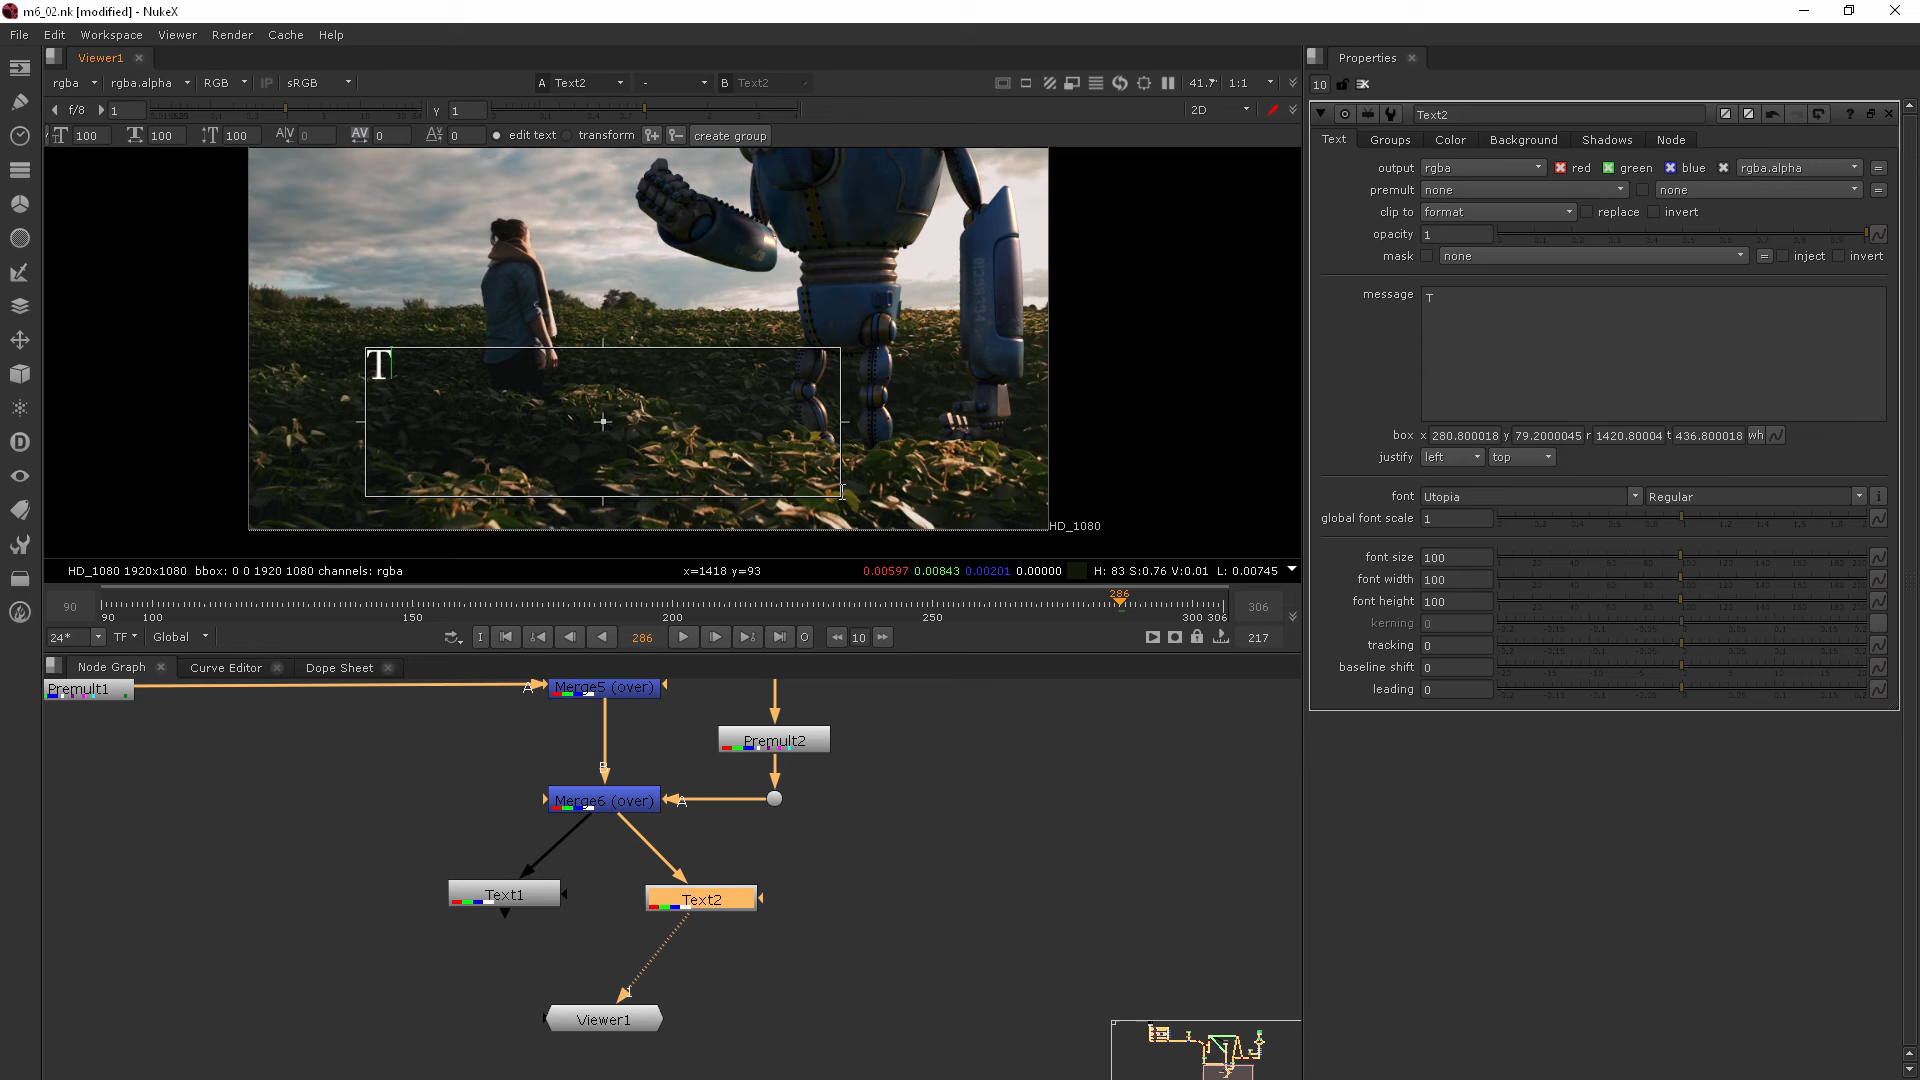 m6_02.nk [modified] - NukeX
File Edit Workspace Viewer Render Cache Help
Viewer1
Properties
rgba rgba.alpha RGB IP sRGB A Text2 - B Text2 41.7 1:1
10
f/8 1 y 1 2D
100 100 100 0 0 0 edit text transform create group
Text2
Text Groups Color Background Shadows Node
output rgba red green blue rgba.alpha =
premult none none =
clip to format replace invert
opacity 1
mask none = inject invert
message T
T
box x 280.800018 y 79.2000045 r 1420.80004 t 436.800018 wh
justify left top
font Utopia Regular i
global font scale 1
HD_1080
font size 100
font width 100
font height 100
kerning 0
tracking 0
baseline shift 0
leading 0
HD_1080 1920x1080 bbox: 0 0 1920 1080 channels: rgba x=1418 y=93 0.00597 0.00843 0.00201 0.00000 H: 83 S:0.76 V:0.01 L: 0.00745
90 286 306
90 100 150 200 250 300 306
24* TF Global I 286 O 10 217
Node Graph Curve Editor Dope Sheet
Premult1
A
Merge5 (over)
Premult2
B
Merge6 (over)
A
Text1
Text2
1
Viewer1